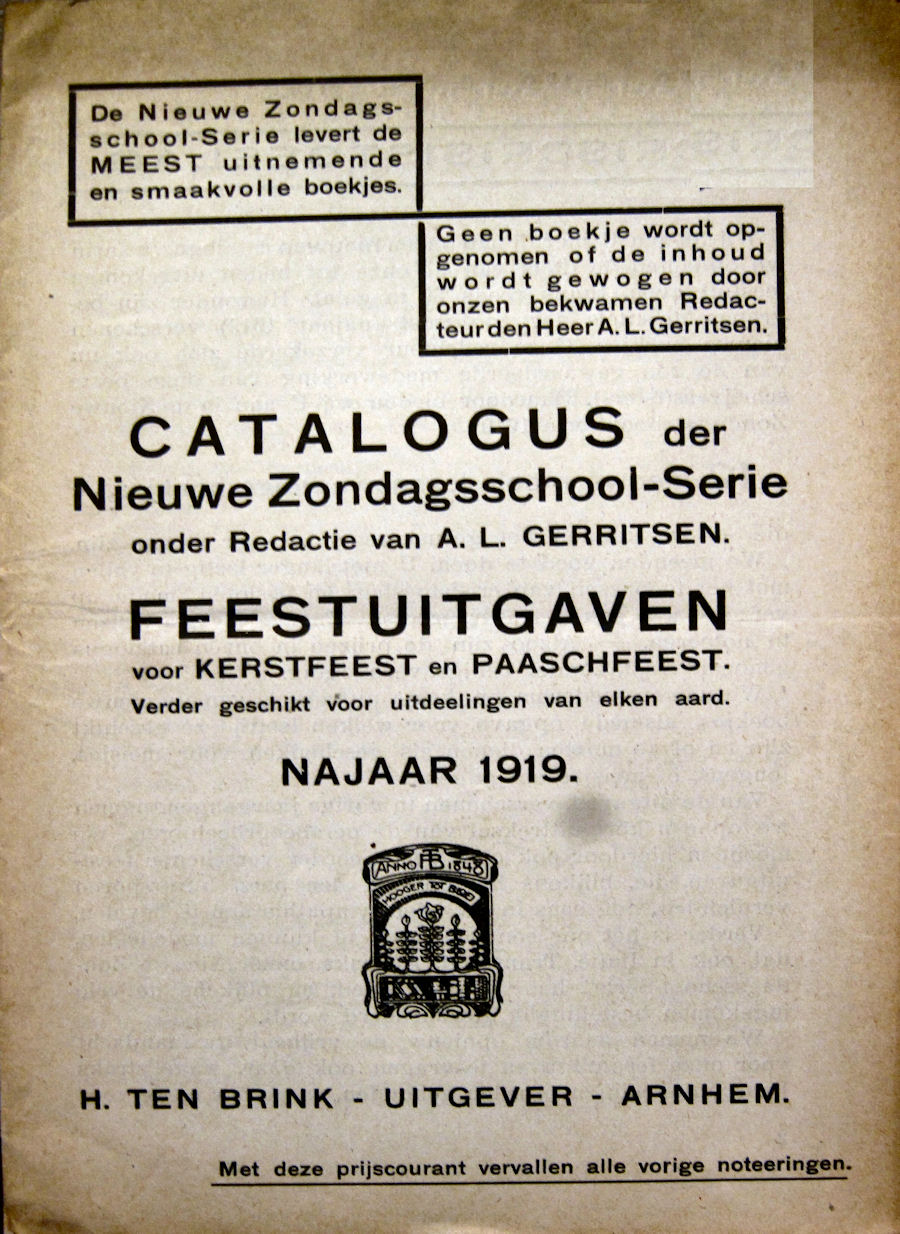 De Nieuwe Zondags-
school-Serie levert de
MEEST uitnemende
en smaakvolle boekjes.
Geen boekje wordt op-
genomen of de inhoud
wordt gewogen door
onzen bekwamen Redac-
teur den Heer A. L. Gerritsen.
CATALOGUS der
Nieuwe Zondagsschool-Serie
onder Redactie van A. L. GERRITSEN.
FEESTUITGAVEN
voor KERSTFEEST en PAASCHFEEST.
Verder geschikt voor uitdeelingen van elken aard.
NAJAAR 1919.
ANNO TB 1848
HOOGER TOT
H. TEN BRINK - UITGEVER - ARNHEM.
Met deze prijscourant vervallen alle vorige noteeringen.